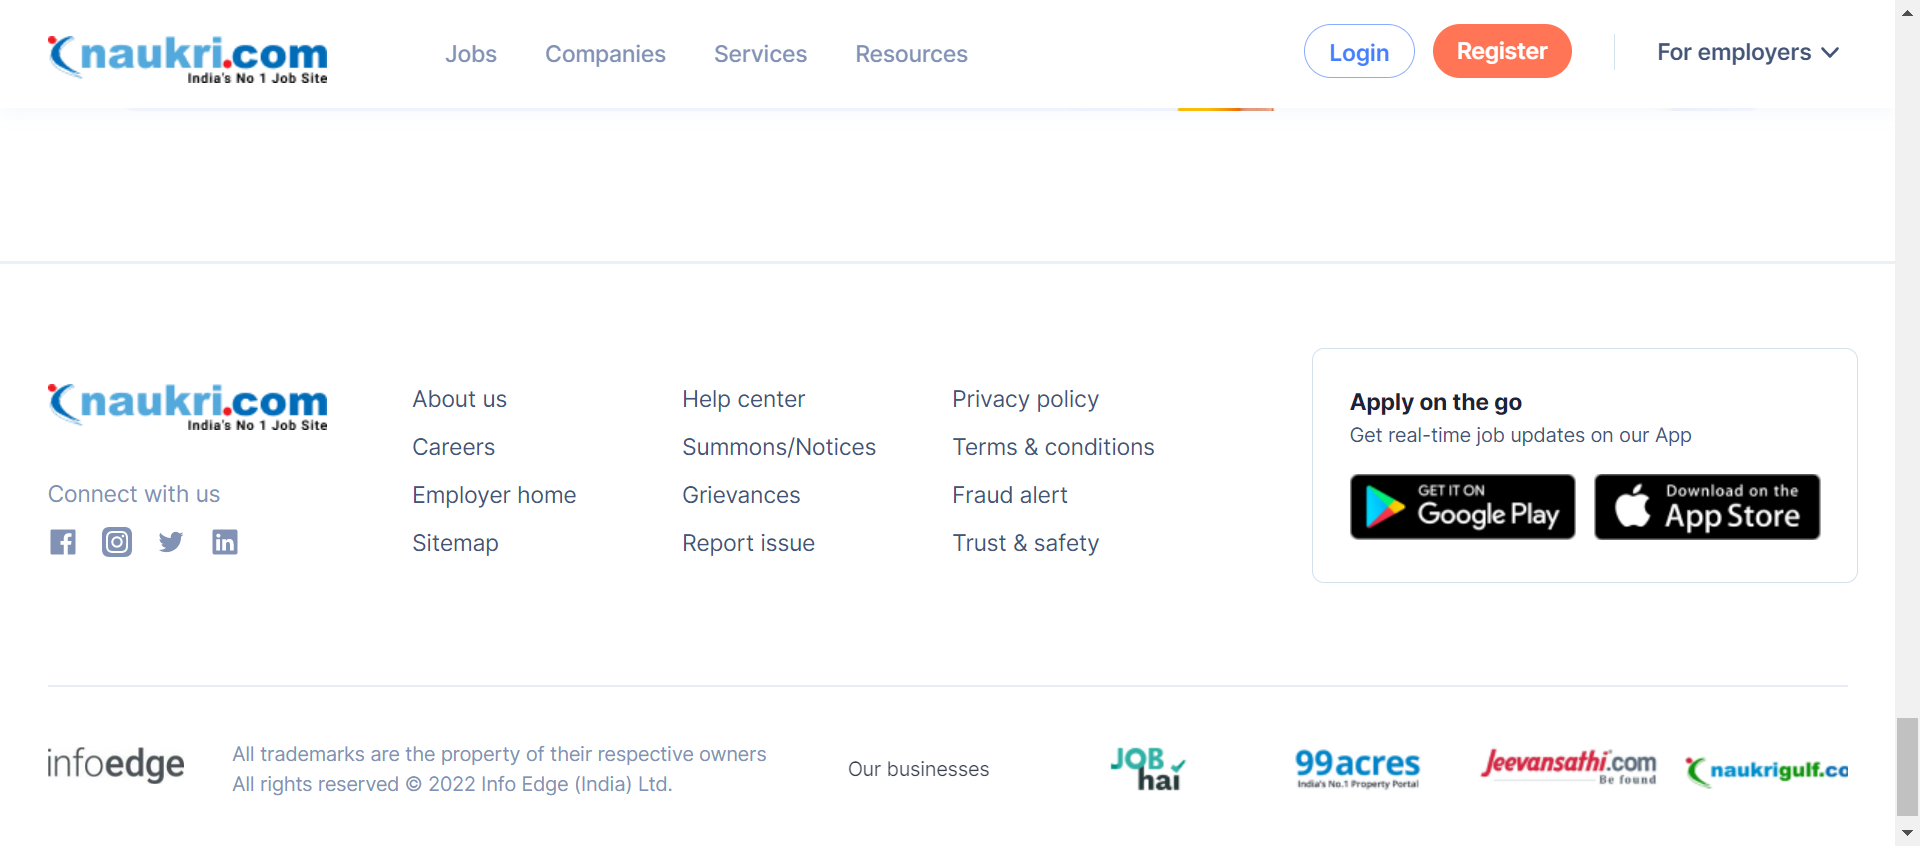 naukri.com
India's No 1 Job Site
Jobs Companies Services Resources
Login Register For employers
naukri.com
India's No 1 Job Site
Connect with us
About us
Careers
Employer home
Sitemap
Help center
Summons/Notices
Grievances
Report issue
Privacy policy
Terms & conditions
Fraud alert
Trust & safety
Apply on the go
Get real-time job updates on our App
GET IT ON
Google Play
Download on the
App Store
infoedge
All trademarks are the property of their respective owners
All rights reserved © 2022 Info Edge (India) Ltd.
Our businesses
JOB
hai
99acres
India's No.1 Property Portal
Jeevansathi.com
Be found
naukrigulf.co